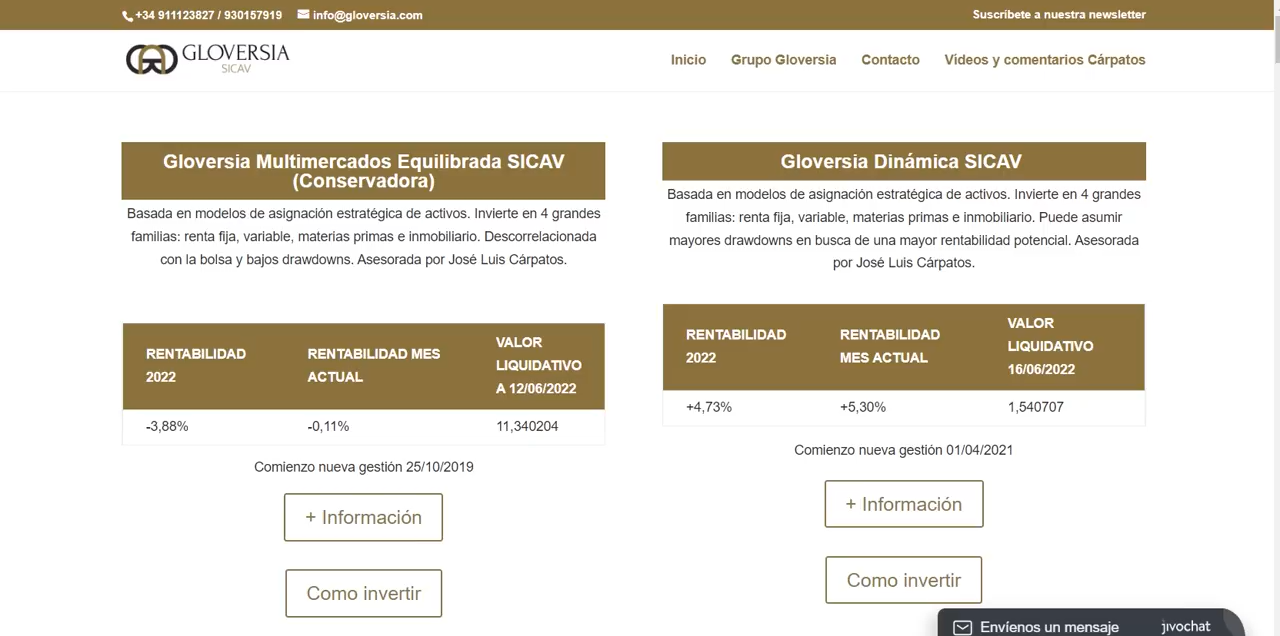 +34 911123827 / 930157919 info@gloversia.com
Suscríbete a nuestra newsletter
GLOVERSIA
SICAV
Inicio Grupo Gloversia Contacto Videos y comentarios Cárpatos
Gloversia Multimercados Equilibrada SICAV
(Conservadora)
Basada en modelos de asignación estratégica de activos. Invierte en 4 grandes
familias: renta fija, variable, materias primas e inmobiliario. Descorrelacionada
con la bolsa y bajos drawdowns. Asesorada por José Luis Cárpatos.
RENTABILIDAD
2022
RENTABILIDAD MES
ACTUAL
VALOR
LIQUIDATIVO
A 12/06/2022
-3,88% -0,11% 11,340204
Comienzo nueva gestión 25/10/2019
+ Información
Como invertir
Gloversia Dinámica SICAV
Basada en modelos de asignación estratégica de activos. Invierte en 4 grandes
familias: renta fija, variable, materias primas e inmobiliario. Puede asumir
mayores drawdowns en busca de una mayor rentabilidad potencial. Asesorada
por José Luis Cárpatos.
RENTABILIDAD
2022
RENTABILIDAD
MES ACTUAL
VALOR
LIQUIDATIVO
16/06/2022
+4,73% +5,30% 1,540707
Comienzo nueva gestión 01/04/2021
+ Información
Como invertir
Envíenos un mensaje jivochat